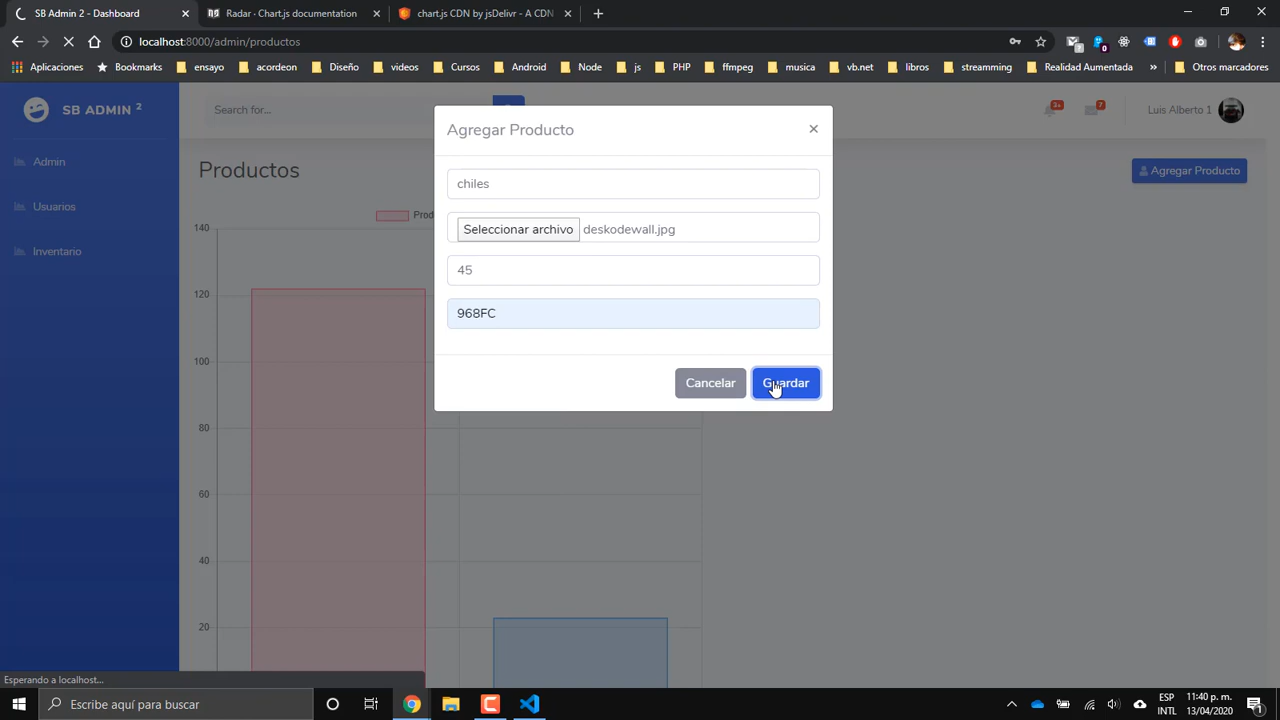 SB Admin 2 - Dashboard
Radar · Chart.js documentation
chart.js CDN by jsDelivr - A CDN
localhost:8000/admin/productos
Aplicaciones
Bookmarks
ensayo
acordeon
Diseño
videos
Cursos
Android
Node
js
PHP
ffmpeg
musica
vb.net
libros
streamming
Realidad Aumentada
»
Otros marcadores
SB ADMIN 2
Search for...
3+
7
Luis Alberto 1
Admin
Usuarios
Inventario
Productos
Agregar Producto
Agregar Producto
×
chiles
Seleccionar archivo deskodewall.jpg
45
968FC
Cancelar
Guardar
140
120
100
80
60
40
20
Esperando a localhost...
Escribe aquí para buscar
ESP
INTL
11:40 p. m.
13/04/2020
1